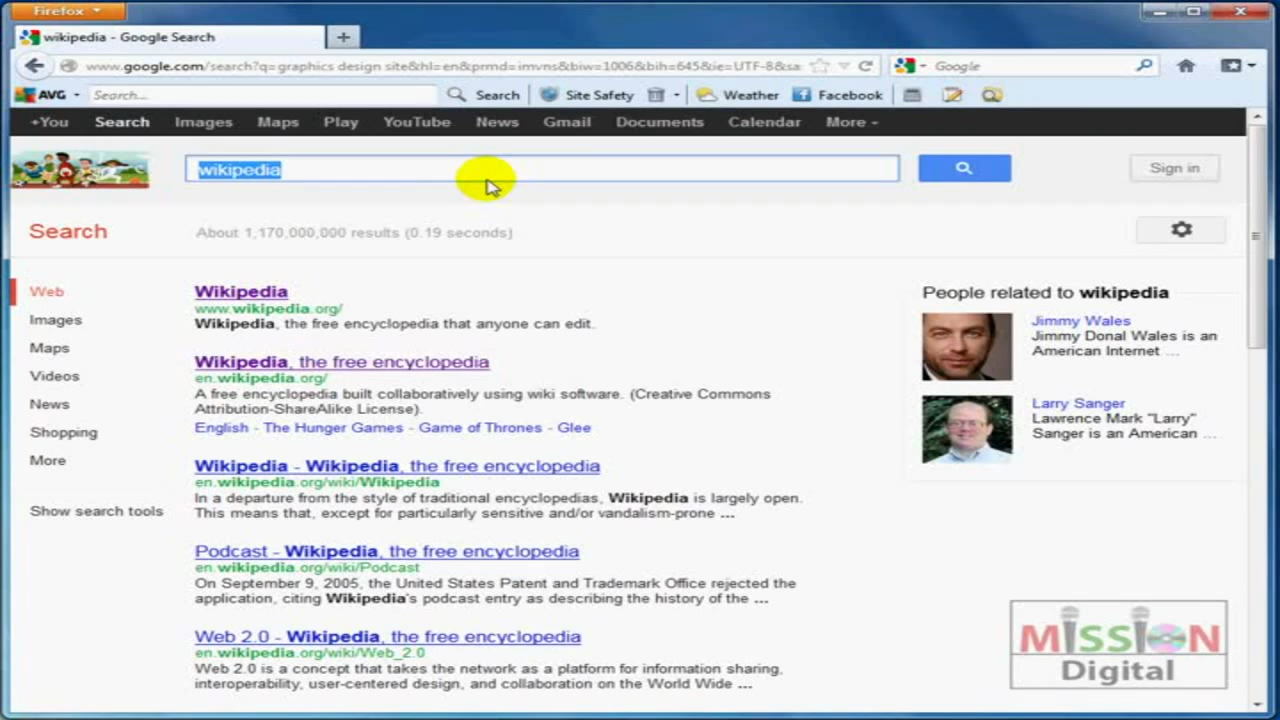 Firefox
wikipedia - Google Search
www.google.com/search?q=graphics design site&hl=en&prmd=imvns&biw=1006&bih=645&ie=UTF-8&sa:
Google
AVG
Search...
Search
Site Safety
Weather
Facebook
+You Search Images Maps Play YouTube News Gmail Documents Calendar More
wikipedia
Sign in
Search
About 1,170,000,000 results (0.19 seconds)
Web
Images
Maps
Videos
News
Shopping
More
Show search tools
Wikipedia
www.wikipedia.org/
Wikipedia, the free encyclopedia that anyone can edit.
Wikipedia, the free encyclopedia
en.wikipedia.org/
A free encyclopedia built collaboratively using wiki software. (Creative Commons
Attribution-ShareAlike License).
English - The Hunger Games - Game of Thrones - Glee
Wikipedia - Wikipedia, the free encyclopedia
en.wikipedia.org/wiki/Wikipedia
In a departure from the style of traditional encyclopedias, Wikipedia is largely open.
This means that, except for particularly sensitive and/or vandalism-prone ...
Podcast - Wikipedia, the free encyclopedia
en.wikipedia.org/wiki/Podcast
On September 9, 2005, the United States Patent and Trademark Office rejected the
application, citing Wikipedia's podcast entry as describing the history of the ...
Web 2.0 - Wikipedia, the free encyclopedia
en.wikipedia.org/wiki/Web_2.0
Web 2.0 is a concept that takes the network as a platform for information sharing,
interoperability, user-centered design, and collaboration on the World Wide ...
People related to wikipedia
Jimmy Wales
Jimmy Donal Wales is an
American Internet ...
Larry Sanger
Lawrence Mark "Larry"
Sanger is an American ...
MiSSION
Digital